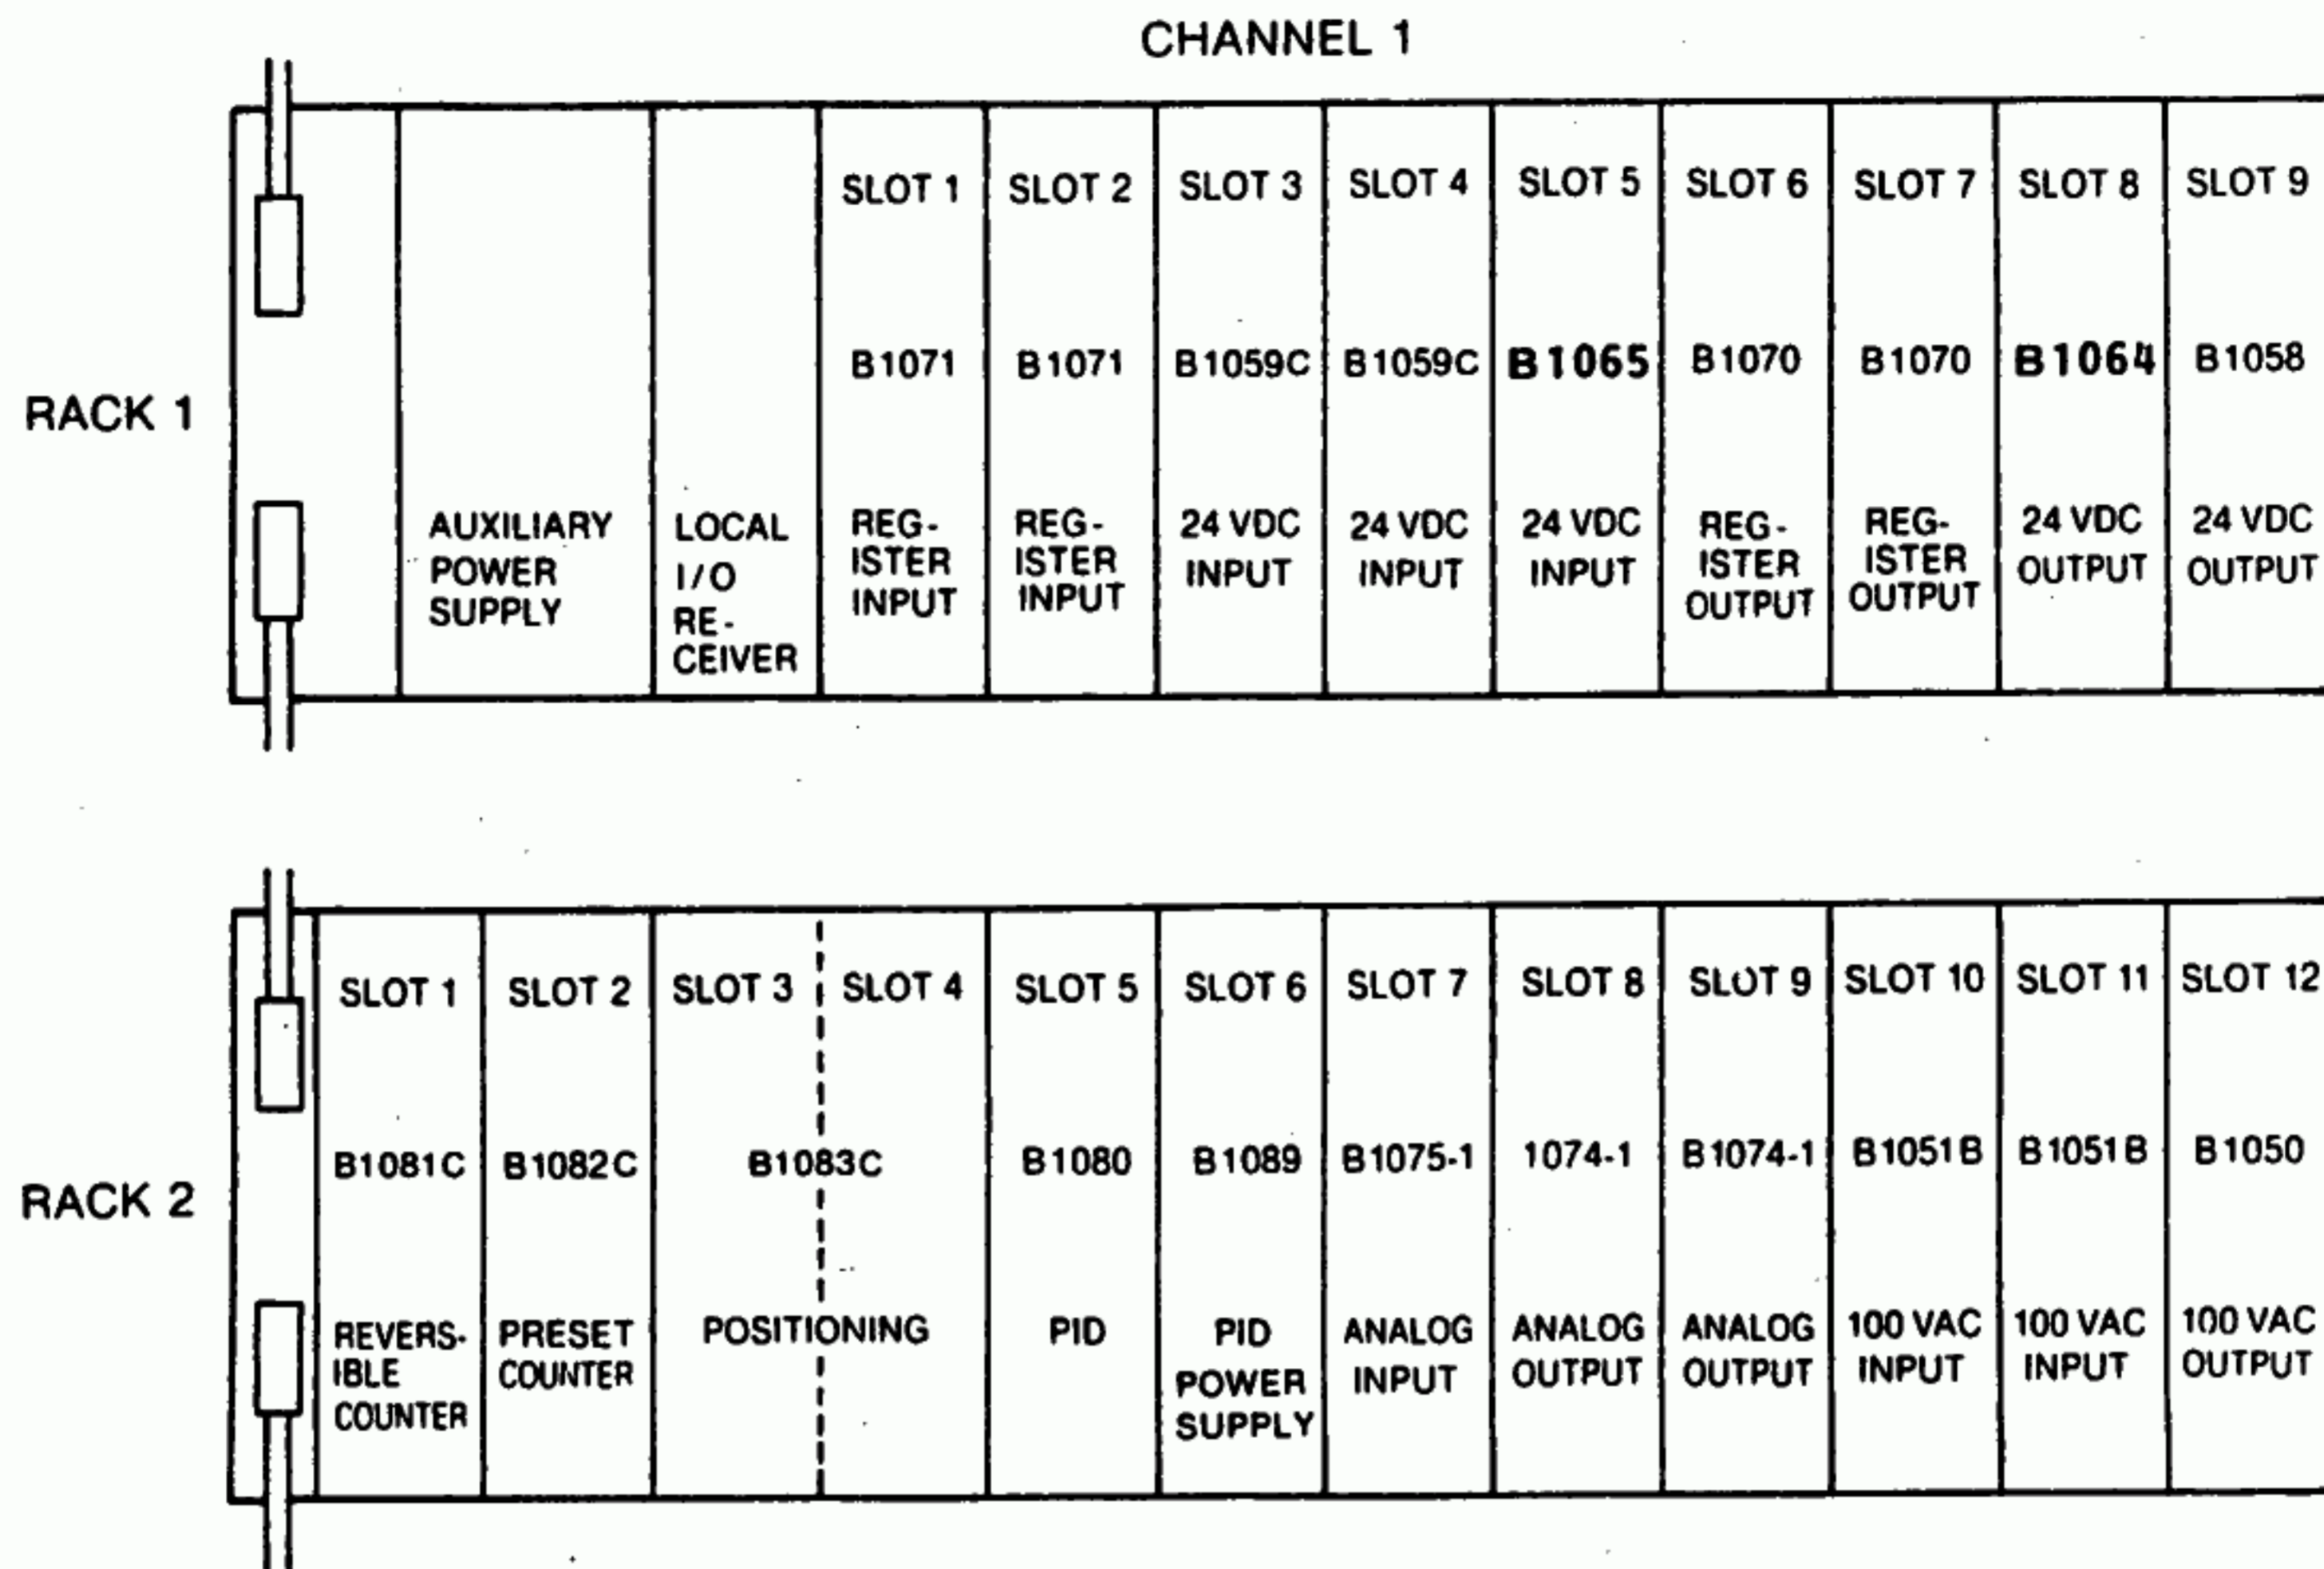 CHANNEL 1
RACK 1
SLOT 1 SLOT 2 SLOT 3 SLOT 4 SLOT 5 SLOT 6 SLOT 7 SLOT 8 SLOT 9
B1071 B1071 B1059C B1059C B1065 B1070 B1070 B1064 B1058
AUXILIARY
POWER
SUPPLY
LOCAL
I/O
RE-
CEIVER
REG-
ISTER
INPUT
REG-
ISTER
INPUT
24 VDC
INPUT
24 VDC
INPUT
24 VDC
INPUT
REG-
ISTER
OUTPUT
REG-
ISTER
OUTPUT
24 VDC
OUTPUT
24 VDC
OUTPUT
RACK 2
SLOT 1 SLOT 2 SLOT 3 SLOT 4 SLOT 5 SLOT 6 SLOT 7 SLOT 8 SLOT 9 SLOT 10 SLOT 11 SLOT 12
B1081C B1082C B1083C B1080 B1089 B1075-1 1074-1 B1074-1 B1051B B1051B B1050
REVERS-
IBLE
COUNTER
PRESET
COUNTER
POSITIONING
PID
PID
POWER
SUPPLY
ANALOG
INPUT
ANALOG
OUTPUT
ANALOG
OUTPUT
100 VAC
INPUT
100 VAC
INPUT
100 VAC
OUTPUT